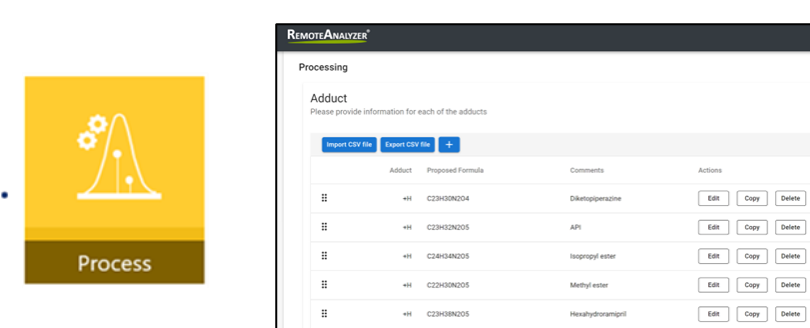 Process
REMOTEANALYZER®
Processing
Adduct
Please provide information for each of the adducts
Import CSV file Export CSV file +
Adduct Proposed Formula Comments Actions
+H C23H30N2O4 Diketopiperazine Edit Copy Delete
+H C23H32N2O5 API Edit Copy Delete
+H C24H34N2O5 Isopropyl ester Edit Copy Delete
+H C22H30N2O5 Methyl ester Edit Copy Delete
+H C23H38N2O5 Hexahydroramipril Edit Copy Delete